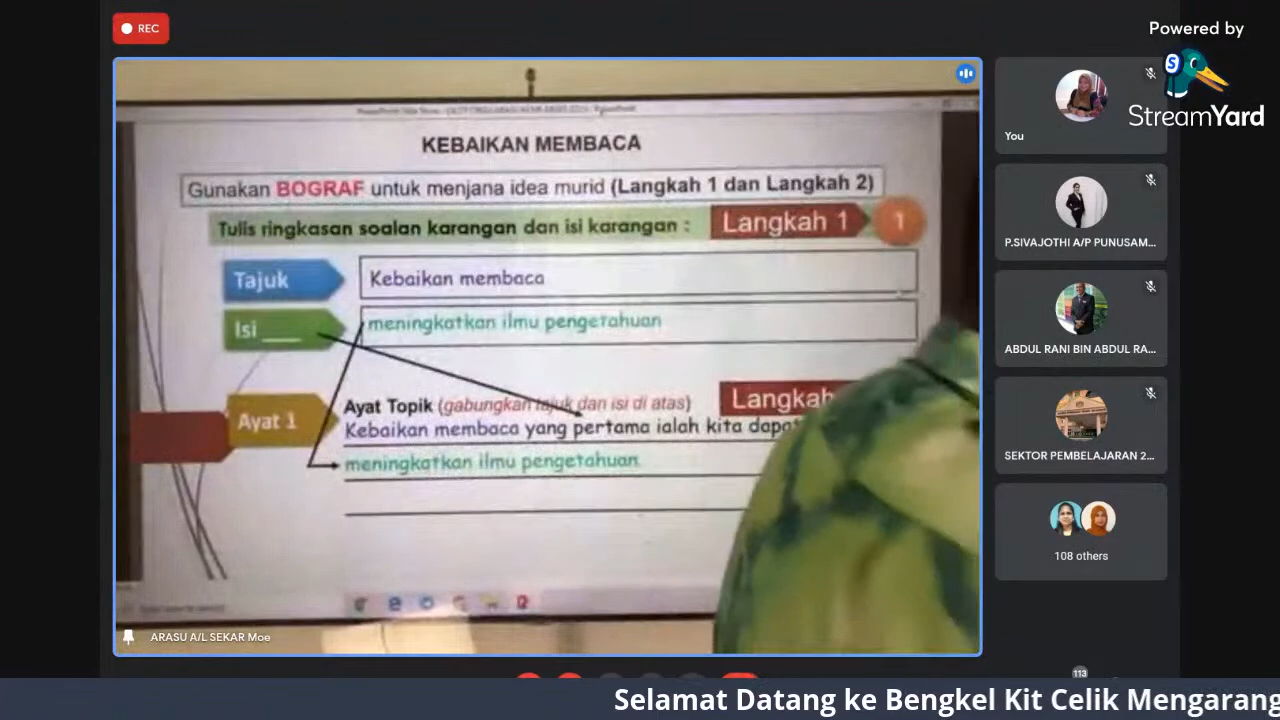 REC
Powered by
StreamYard
KEBAIKAN MEMBACA
Gunakan BOGRAF untuk menjana idea murid (Langkah 1 dan Langkah 2)
Tulis ringkasan soalan karangan dan isi karangan :
Langkah 1
1
Tajuk
Kebaikan membaca
Isi ____
meningkatkan ilmu pengetahuan
Ayat 1
Ayat Topik (gabungkan tajuk dan isi di atas)
Langkah
Kebaikan membaca yang pertama ialah kita dapat
meningkatkan ilmu pengetahuan
ARASU A/L SEKAR Moe
You
P.SIVAJOTHI A/P PUNUSAM...
ABDUL RANI BIN ABDUL RA...
SEKTOR PEMBELAJARAN 2...
108 others
113
Selamat Datang ke Bengkel Kit Celik Mengarang